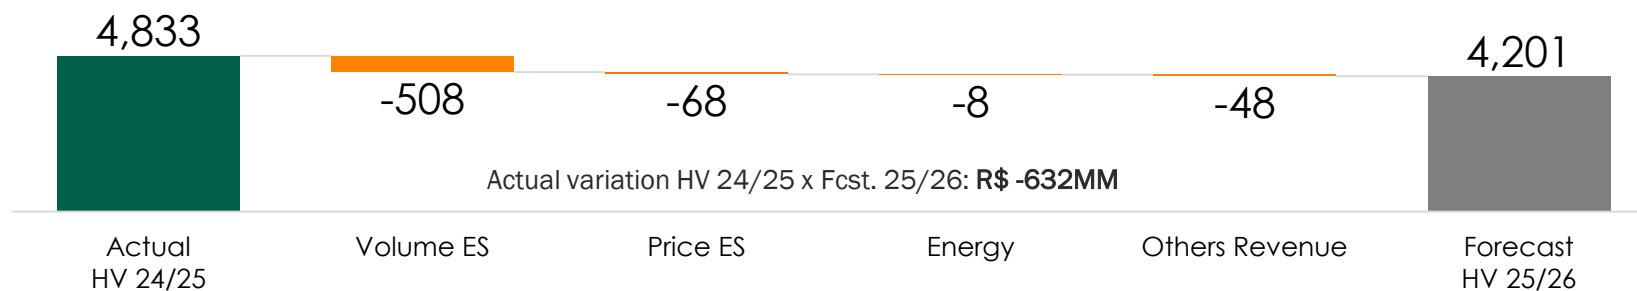 4,833
4,201
-508
-68
-8
-48
Actual variation HV 24/25 x Fcst. 25/26: R$ -632MM
Actual
HV 24/25
Volume ES
Price ES
Energy
Others Revenue
Forecast
HV 25/26